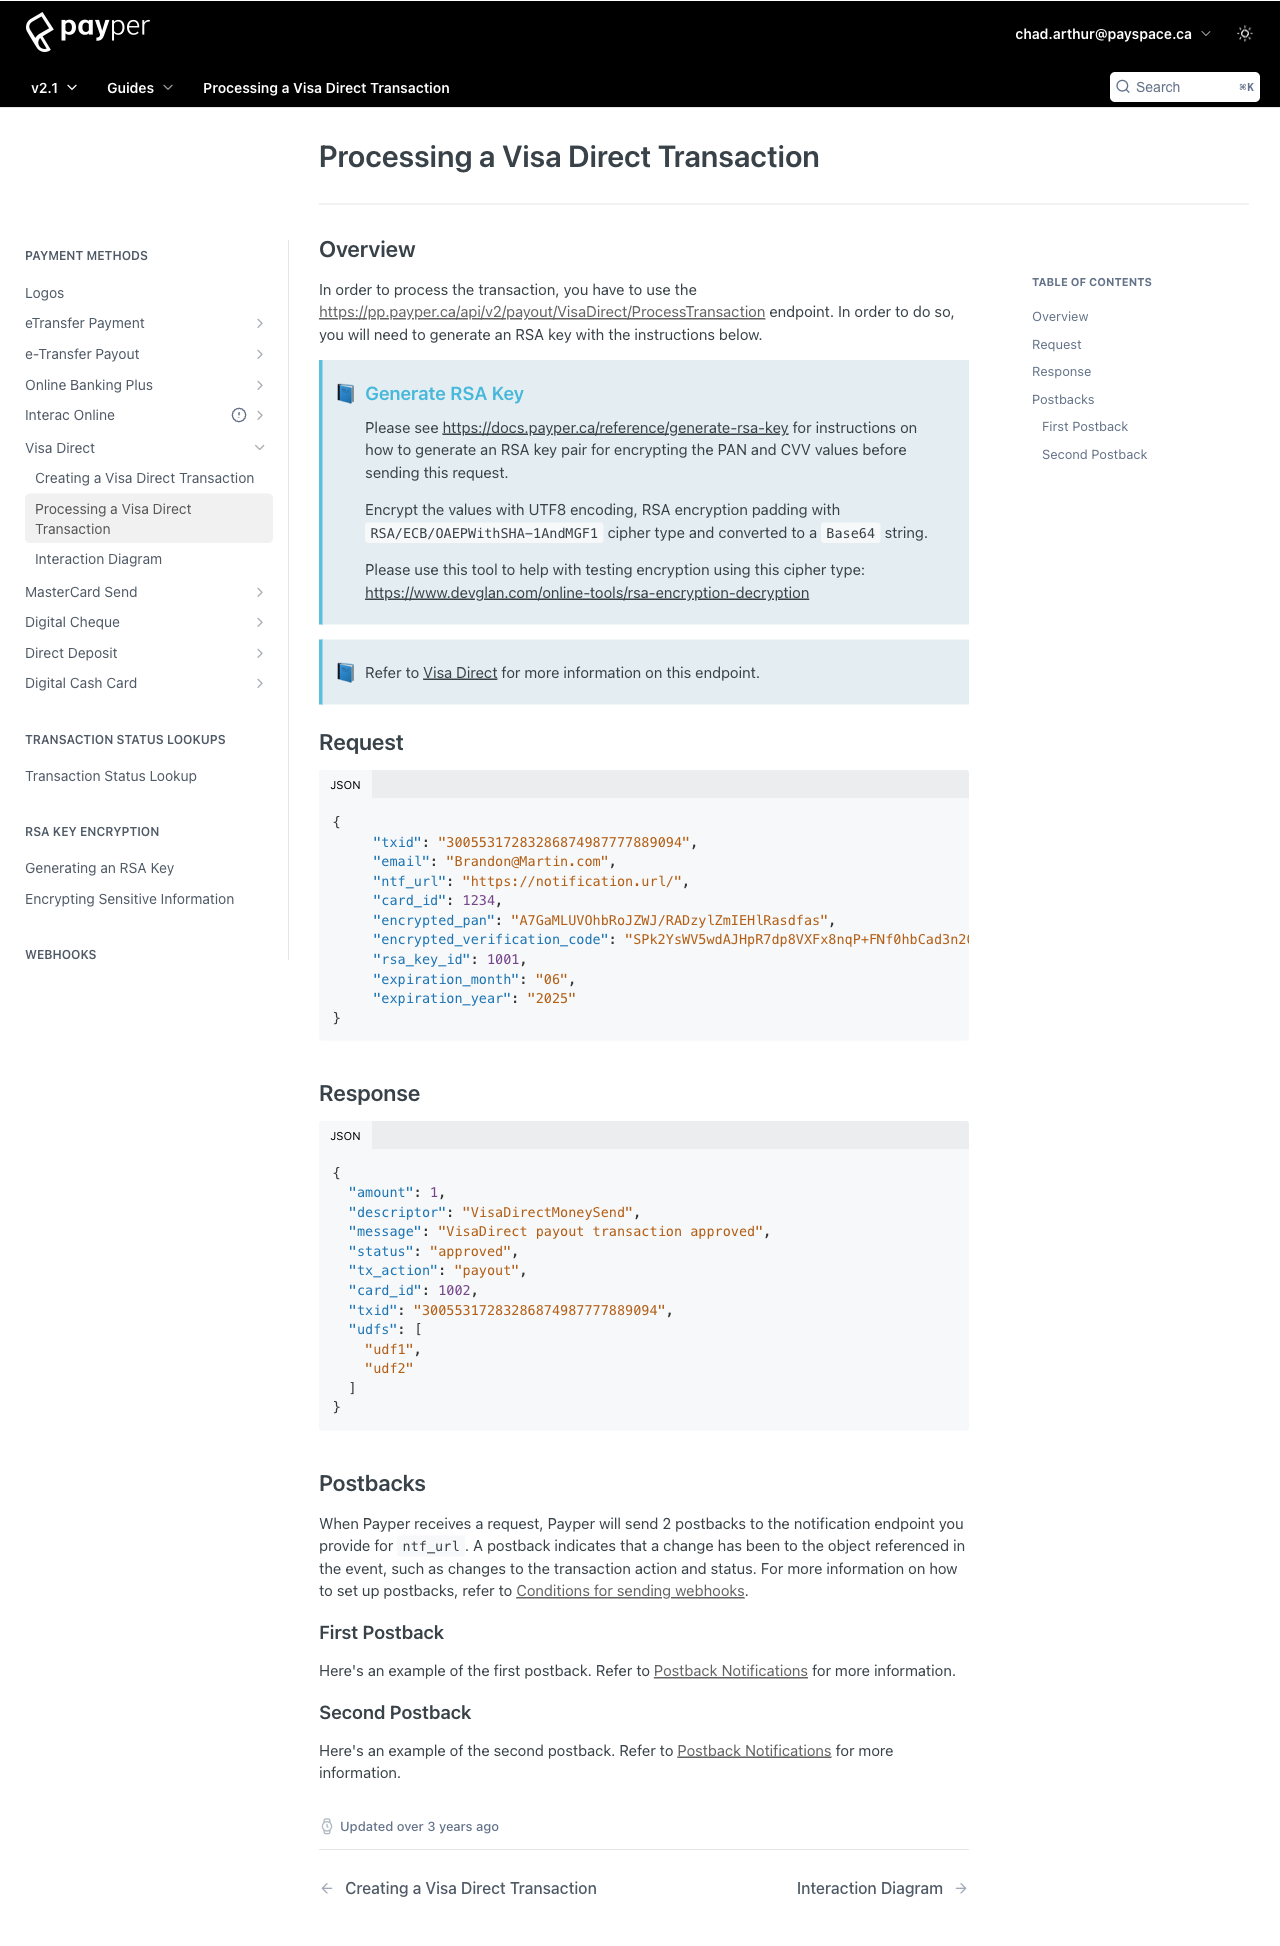 payper
chad.arthur@payspace.ca
v2.1
Guides
Processing a Visa Direct Transaction
Search
⌘K
Processing a Visa Direct Transaction
PAYMENT METHODS
Logos
eTransfer Payment
e-Transfer Payout
Online Banking Plus
Interac Online
Visa Direct
Creating a Visa Direct Transaction
Processing a Visa Direct
Transaction
Interaction Diagram
MasterCard Send
Digital Cheque
Direct Deposit
Digital Cash Card
TRANSACTION STATUS LOOKUPS
Transaction Status Lookup
RSA KEY ENCRYPTION
Generating an RSA Key
Encrypting Sensitive Information
WEBHOOKS
Overview
In order to process the transaction, you have to use the
https://pp.payper.ca/api/v2/payout/VisaDirect/ProcessTransaction endpoint. In order to do so,
you will need to generate an RSA key with the instructions below.
Generate RSA Key
Please see https://docs.payper.ca/reference/generate-rsa-key for instructions on
how to generate an RSA key pair for encrypting the PAN and CVV values before
sending this request.
Encrypt the values with UTF8 encoding, RSA encryption padding with
RSA/ECB/OAEPWithSHA-1AndMGF1 cipher type and converted to a Base64 string.
Please use this tool to help with testing encryption using this cipher type:
https://www.devglan.com/online-tools/rsa-encryption-decryption
Refer to Visa Direct for more information on this endpoint.
Request
JSON
{
"txid": "30055317283286874987777889094",
"email": "Brandon@Martin.com",
"ntf_url": "https://notification.url/",
"card_id": 1234,
"encrypted_pan": "A7GaMLUVOhbRoJZWJ/RADzylZmIEHlRasdfas",
"encrypted_verification_code": "SPk2YsWV5wdAJHpR7dp8VXFx8nqP+FNf0hbCad3n2
"rsa_key_id": 1001,
"expiration_month": "06",
"expiration_year": "2025"
}
Response
JSON
{
"amount": 1,
"descriptor": "VisaDirectMoneySend",
"message": "VisaDirect payout transaction approved",
"status": "approved",
"tx_action": "payout",
"card_id": 1002,
"txid": "30055317283286874987777889094",
"udfs": [
"udf1",
"udf2"
]
}
Postbacks
When Payper receives a request, Payper will send 2 postbacks to the notification endpoint you
provide for ntf_url. A postback indicates that a change has been to the object referenced in
the event, such as changes to the transaction action and status. For more information on how
to set up postbacks, refer to Conditions for sending webhooks.
First Postback
Here's an example of the first postback. Refer to Postback Notifications for more information.
Second Postback
Here's an example of the second postback. Refer to Postback Notifications for more
information.
Updated over 3 years ago
Creating a Visa Direct Transaction
Interaction Diagram
TABLE OF CONTENTS
Overview
Request
Response
Postbacks
First Postback
Second Postback